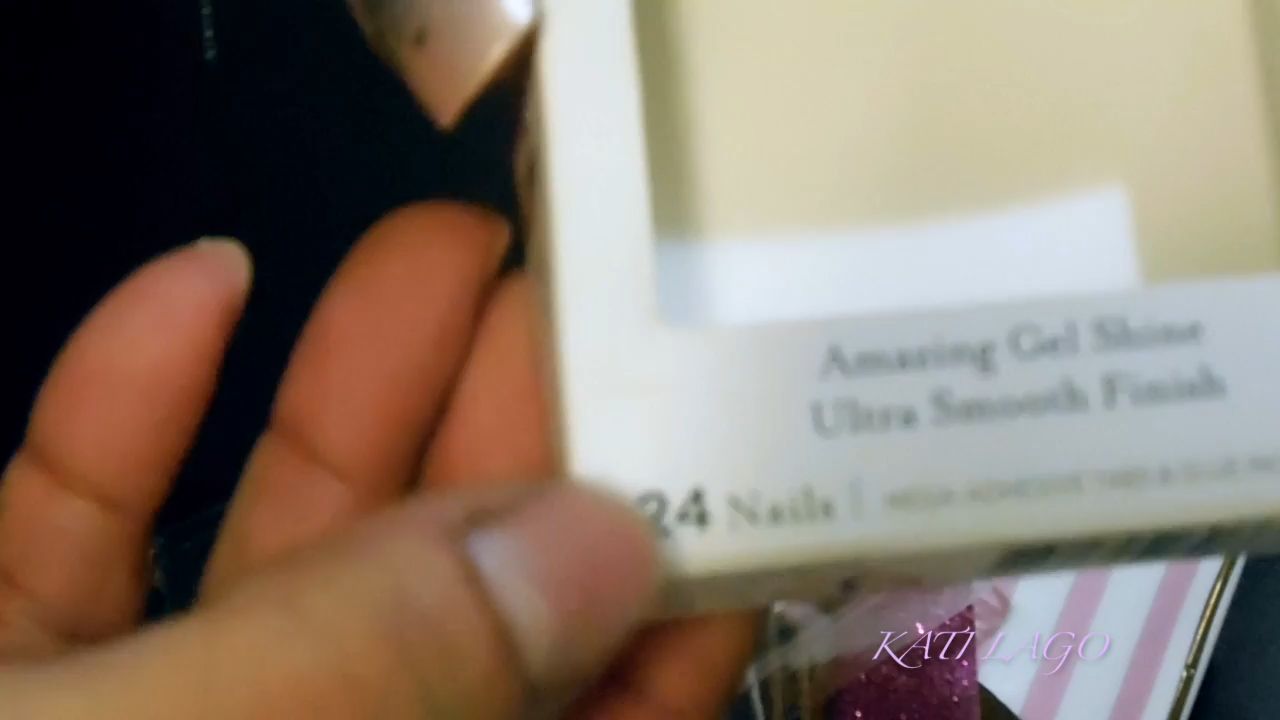 Amazing Gel Shine
Ultra Smooth Finish
24 Nails
KATI LAGO